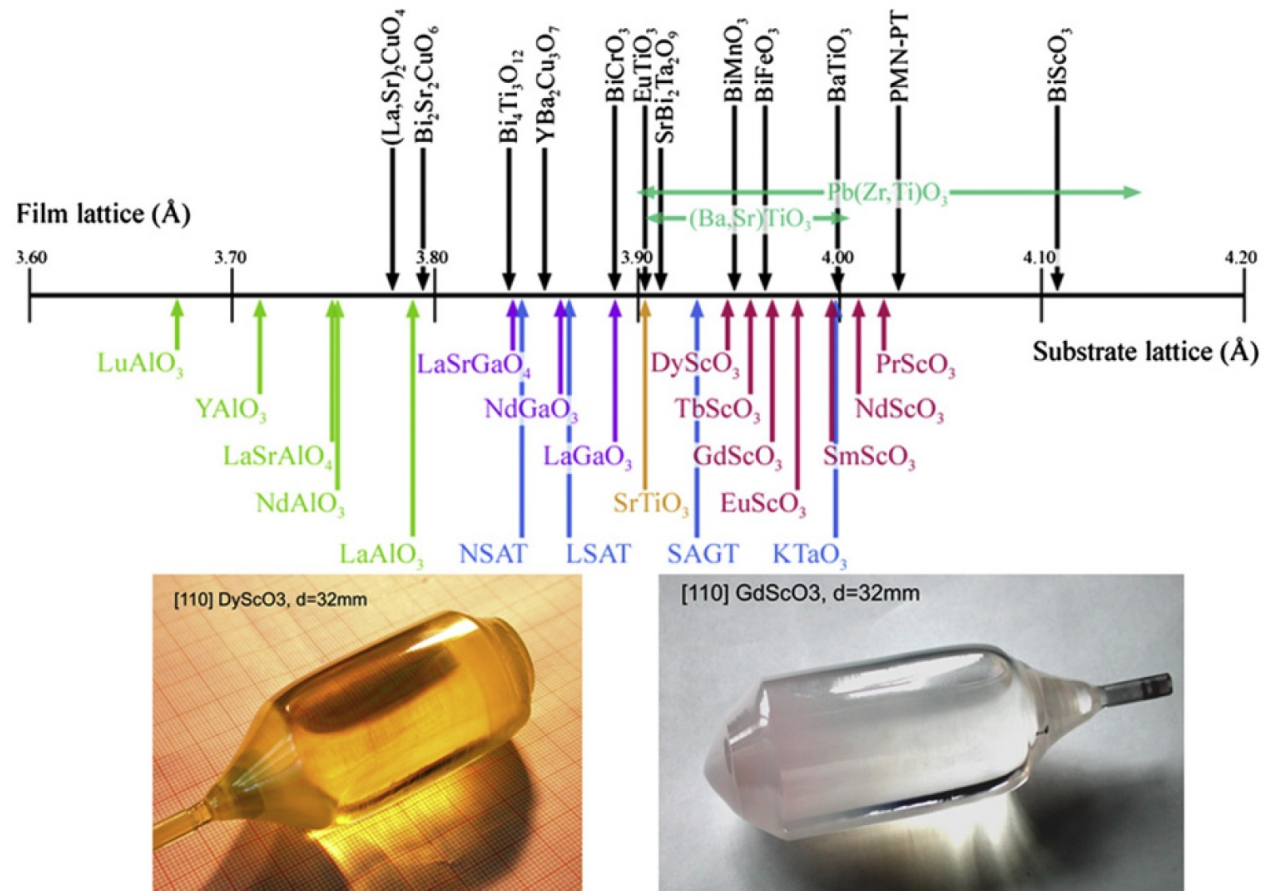 (La,Sr)₂CuO₄
Bi₂Sr₂CuO₆
Bi₄Ti₃O₁₂
YBa₂Cu₃O₇
BiCrO₃
EuTiO₃
SrBi₂Ta₂O₉
BiMnO₃
BiFeO₃
BaTiO₃
PMN-PT
BiScO₃
Pb(Zr,Ti)O₃
(Ba,Sr)TiO₃
Film lattice (Å)
3.60 3.70 3.80 3.90 4.00 4.10 4.20
Substrate lattice (Å)
LuAlO₃ LaSrGaO₄ DyScO₃ PrScO₃
YAlO₃ NdGaO₃ TbScO₃ NdScO₃
LaSrAlO₄ LaGaO₃ GdScO₃ SmScO₃
NdAlO₃ SrTiO₃ EuScO₃
LaAlO₃ NSAT LSAT SAGT KTaO₃
[110] DyScO3, d=32mm
[110] GdScO3, d=32mm